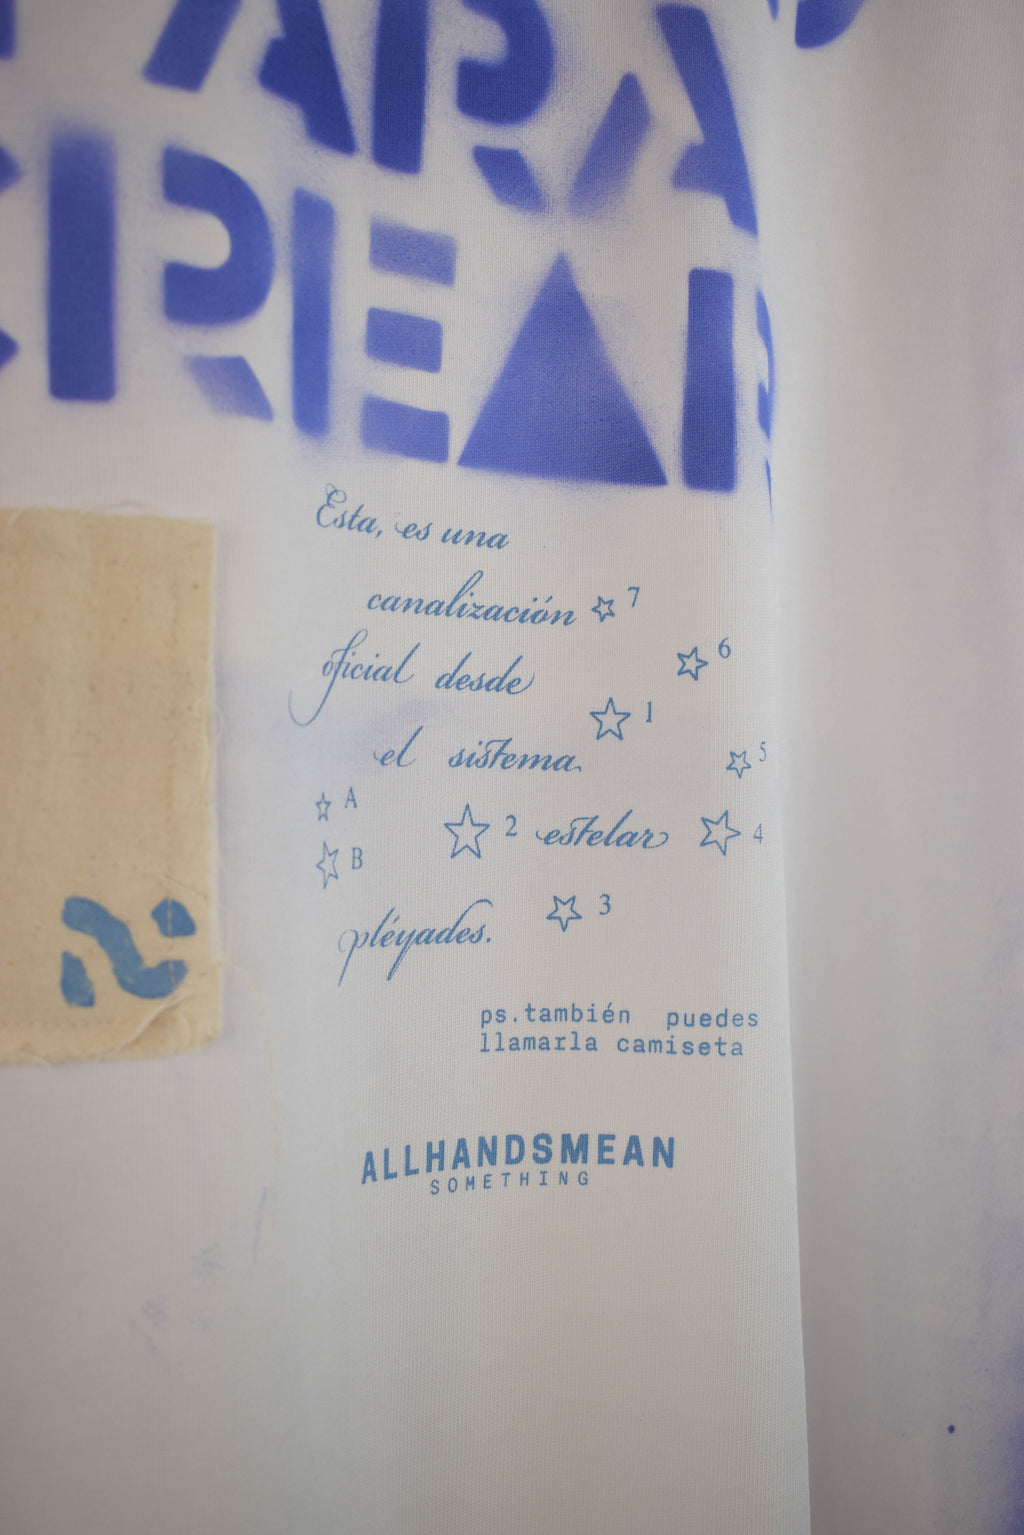 PARA
CREAR
Esta, es una
canalización ☆ 7
☆ 6
oficial desde
☆ 1
el sistema.
☆ 5
☆ A
☆ 2 estelar ☆ 4
☆ B
☆ 3
pléyades.
ps.también puedes
llamarla camiseta
ALLHANDSMEAN
SOMETHING